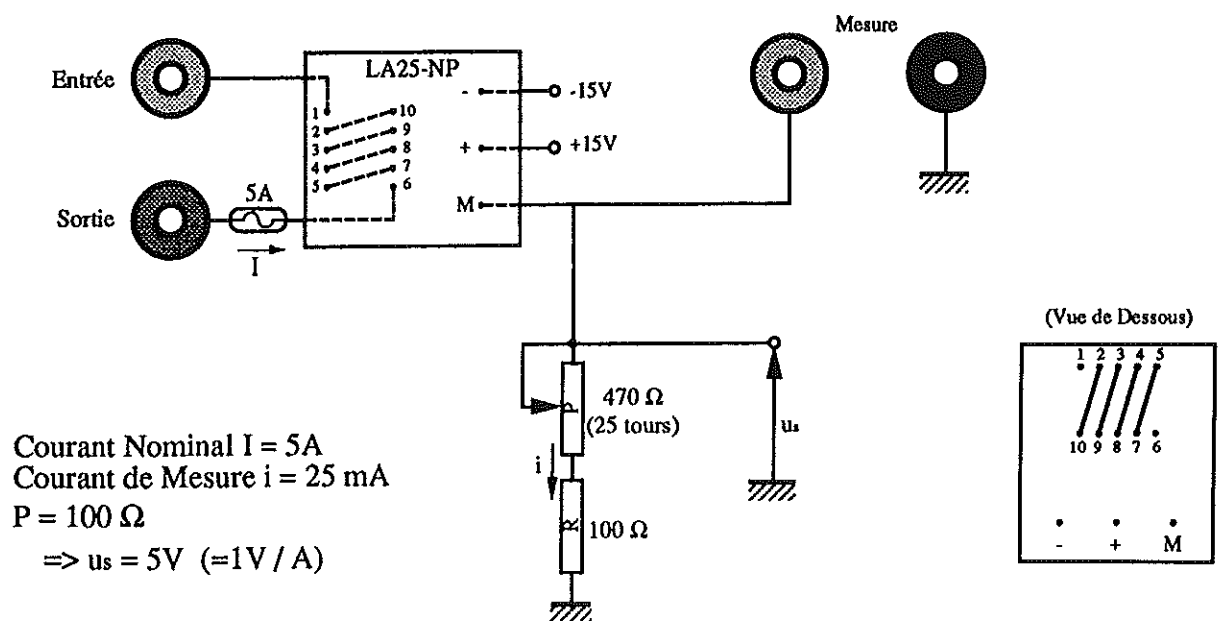 Mesure
Entrée
LA25-NP
- -15V
1 10
2 9
+ +15V
3 8
4 7
5 6
5A
M
Sortie
I
(Vue de Dessous)
1 2 3 4 5
P
470 Ω
(25 tours)
us
10 9 8 7 6
i
Courant Nominal I = 5A
Courant de Mesure i = 25 mA
R
100 Ω
P = 100 Ω
- + M
=> us = 5V (=1V / A)